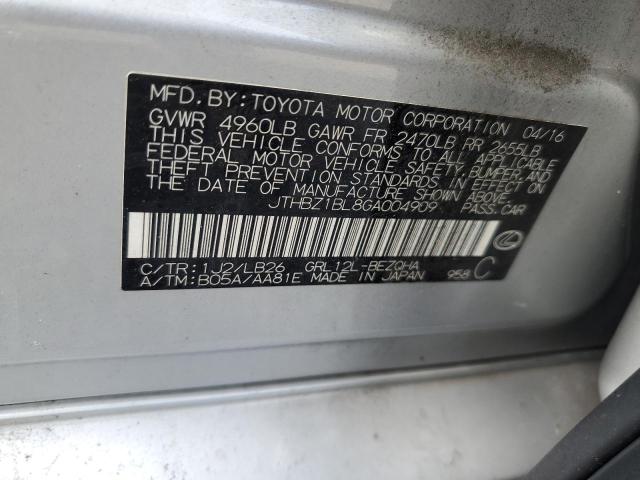 MFD. BY: TOYOTA MOTOR CORPORATION 04/16
GVWR 4960LB GAWR FR 2470LB RR 2655LB
THIS VEHICLE CONFORMS TO ALL APPLICABLE
FEDERAL MOTOR VEHICLE SAFETY, BUMPER, AND
THEFT PREVENTION STANDARDS IN EFFECT ON
THE DATE OF MANUFACTURE SHOWN ABOVE.
JTHBZ1BL8GA004909 PASS. CAR
C/TR: 1J2/LB26 GRL12L-BEZQHA
A/TM: B05A/AA81E MADE IN JAPAN 958 C